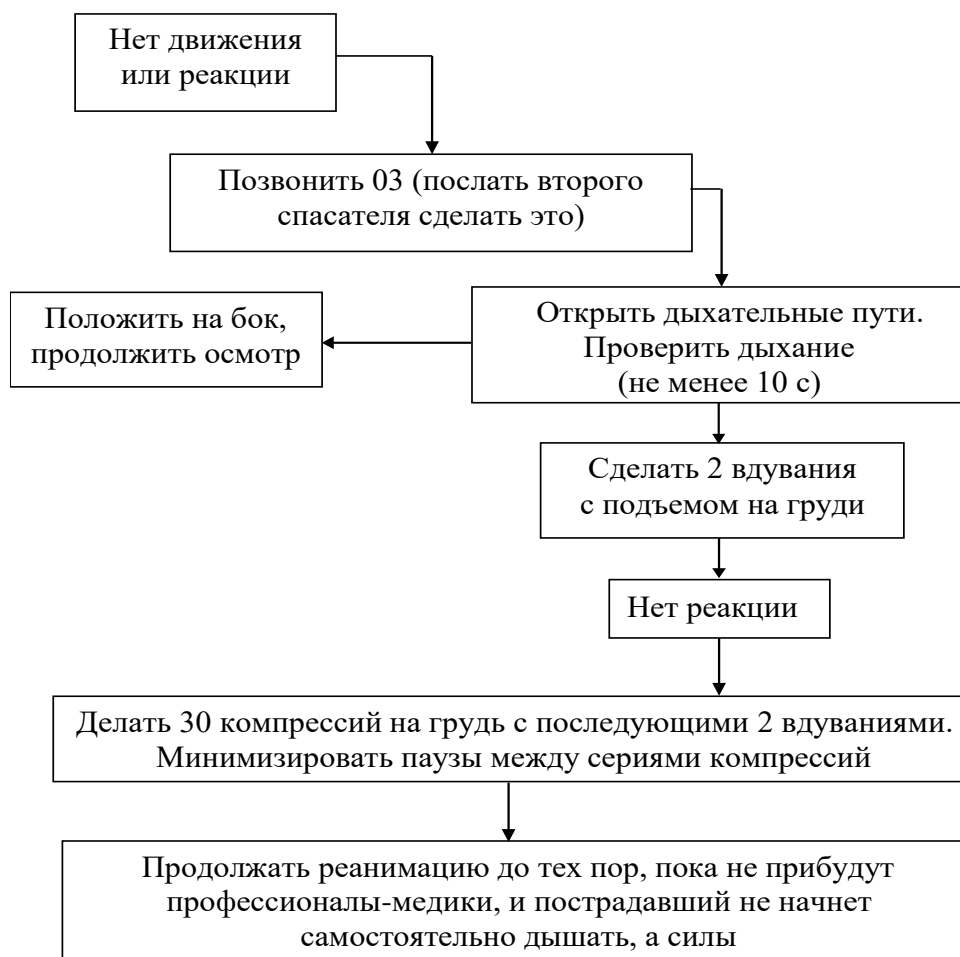 Нет движения
или реакции
Позвонить 03 (послать второго
спасателя сделать это)
Положить на бок,
продолжить осмотр
Открыть дыхательные пути.
Проверить дыхание
(не менее 10 с)
Сделать 2 вдувания
с подъемом на груди
Нет реакции
Делать 30 компрессий на грудь с последующими 2 вдуваниями.
Минимизировать паузы между сериями компрессий
Продолжать реанимацию до тех пор, пока не прибудут
профессионалы-медики, и пострадавший не начнет
самостоятельно дышать, а силы